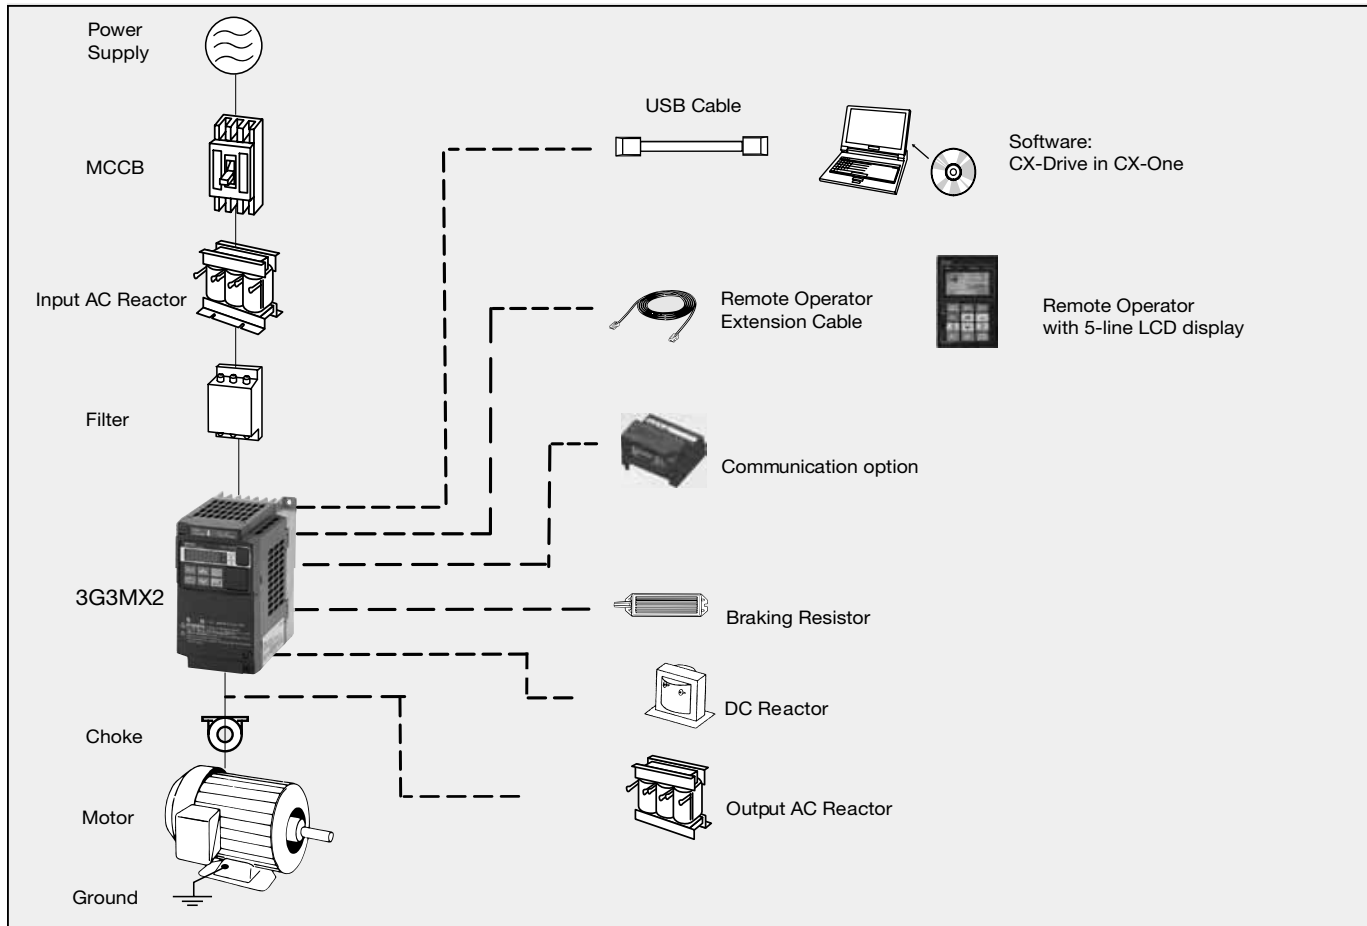 Power
Supply
MCCB
Input AC Reactor
Filter
3G3MX2
Choke
Motor
Ground
USB Cable
Software:
CX-Drive in CX-One
Remote Operator
Extension Cable
Remote Operator
with 5-line LCD display
Communication option
Braking Resistor
DC Reactor
Output AC Reactor